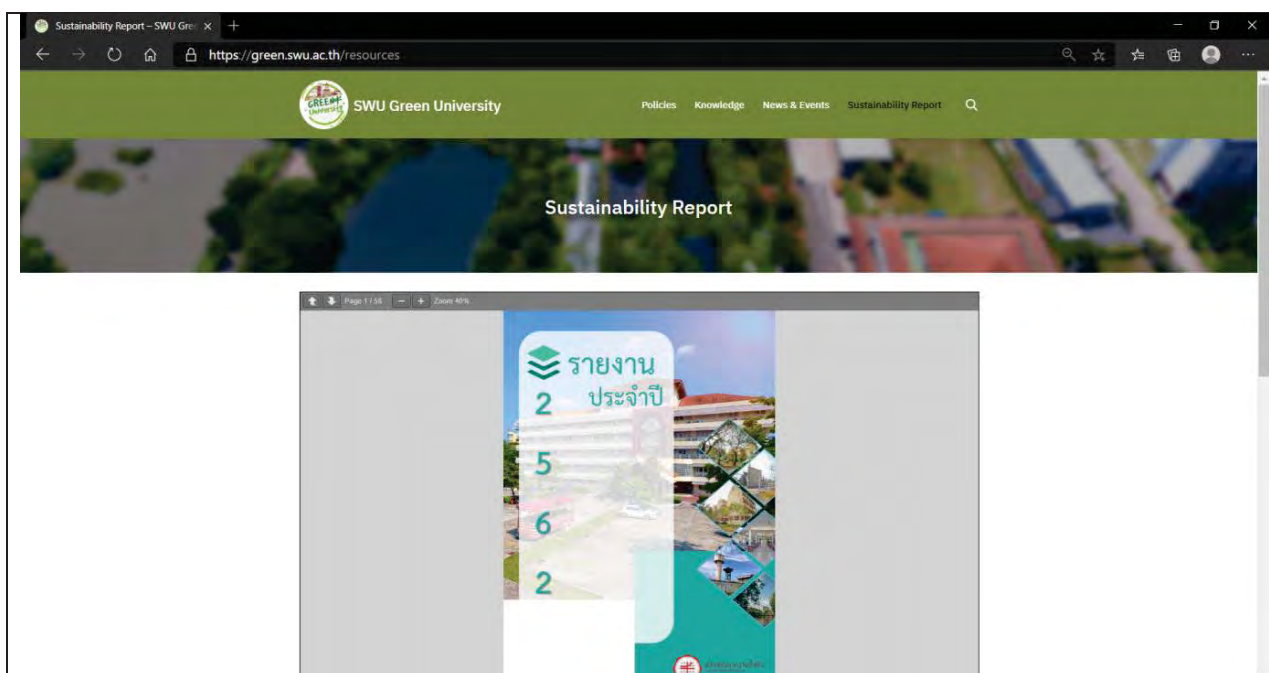 Sustainability Report – SWU Gre
https://green.swu.ac.th/resources
GREEN
University
SWU Green University
Policies Knowledge News & Events Sustainability Report
Sustainability Report
Page 1 / 58 Zoom 40%
รายงาน
ประจำปี
2
5
6
2